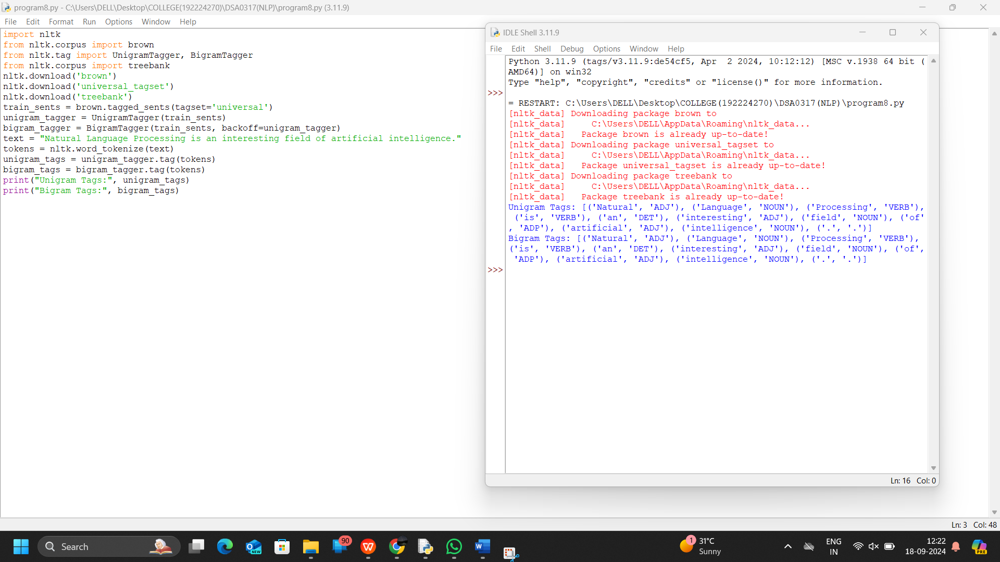 program8.py - C:\Users\DELL\Desktop\COLLEGE(192224270)\DSA0317(NLP)\program8.py (3.11.9)
File Edit Format Run Options Window Help
import nltk
from nltk.corpus import brown
from nltk.tag import UnigramTagger, BigramTagger
from nltk.corpus import treebank
nltk.download('brown')
nltk.download('universal_tagset')
nltk.download('treebank')
train_sents = brown.tagged_sents(tagset='universal')
unigram_tagger = UnigramTagger(train_sents)
bigram_tagger = BigramTagger(train_sents, backoff=unigram_tagger)
text = "Natural Language Processing is an interesting field of artificial intelligence."
tokens = nltk.word_tokenize(text)
unigram_tags = unigram_tagger.tag(tokens)
bigram_tags = bigram_tagger.tag(tokens)
print("Unigram Tags:", unigram_tags)
print("Bigram Tags:", bigram_tags)
IDLE Shell 3.11.9
File Edit Shell Debug Options Window Help
Python 3.11.9 (tags/v3.11.9:de54cf5, Apr  2 2024, 10:12:12) [MSC v.1938 64 bit (
AMD64)] on win32
Type "help", "copyright", "credits" or "license()" for more information.
>>>
= RESTART: C:\Users\DELL\Desktop\COLLEGE(192224270)\DSA0317(NLP)\program8.py
[nltk_data] Downloading package brown to
[nltk_data]     C:\Users\DELL\AppData\Roaming\nltk_data...
[nltk_data]   Package brown is already up-to-date!
[nltk_data] Downloading package universal_tagset to
[nltk_data]     C:\Users\DELL\AppData\Roaming\nltk_data...
[nltk_data]   Package universal_tagset is already up-to-date!
[nltk_data] Downloading package treebank to
[nltk_data]     C:\Users\DELL\AppData\Roaming\nltk_data...
[nltk_data]   Package treebank is already up-to-date!
Unigram Tags: [('Natural', 'ADJ'), ('Language', 'NOUN'), ('Processing', 'VERB'),
 ('is', 'VERB'), ('an', 'DET'), ('interesting', 'ADJ'), ('field', 'NOUN'), ('of'
, 'ADP'), ('artificial', 'ADJ'), ('intelligence', 'NOUN'), ('.', '.')]
Bigram Tags: [('Natural', 'ADJ'), ('Language', 'NOUN'), ('Processing', 'VERB'),
('is', 'VERB'), ('an', 'DET'), ('interesting', 'ADJ'), ('field', 'NOUN'), ('of',
 'ADP'), ('artificial', 'ADJ'), ('intelligence', 'NOUN'), ('.', '.')]
>>>
Ln: 16 Col: 0
Ln: 3 Col: 48
Search
NEW
90
W
W
1
31°C
Sunny
ENG
IN
12:22
18-09-2024
PRE